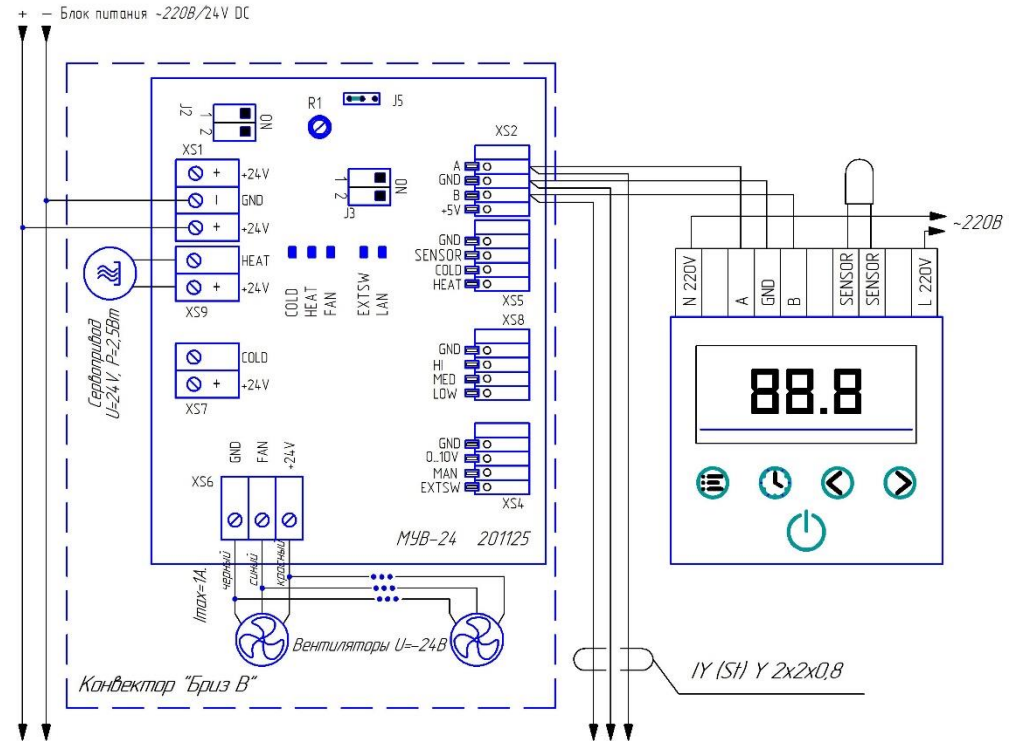 + – Блок питания ~220В/24V DC
J2
1
2
ON
R1
J5
XS1
+ +24V
GND
+ +24V
HEAT
+ +24V
XS9
COLD
+ +24V
XS7
1
2
ON
J3
COLD
HEAT
FAN
EXTSW
LAN
XS2
A
GND
B
+5V
GND
SENSOR
COLD
HEAT
XS5
XS8
GND
HI
MED
LOW
GND
0...10V
MAN
EXTSW
XS4
Сервопривод
U=24V, P=2,5Вт
XS6
GND
FAN
+24V
МУВ-24 201125
Imax=1А.
черный
синий
красный
Вентиляторы U=-24В
Конвектор "Бриз В"
~220В
N 220V
A
GND
B
SENSOR
SENSOR
L 220V
88.8
IY (St) Y 2x2x0,8